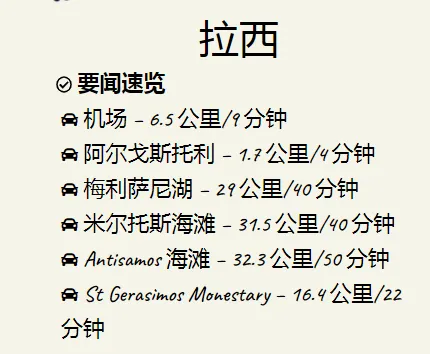 拉西
要闻速览
机场 – 6.5 公里/9 分钟
阿尔戈斯托利 – 1.7 公里/4 分钟
梅利萨尼湖 – 29 公里/40 分钟
米尔托斯海滩 – 31.5 公里/40 分钟
Antisamos 海滩 – 32.3 公里/50 分钟
St Gerasimos Monestary – 16.4 公里/22
分钟